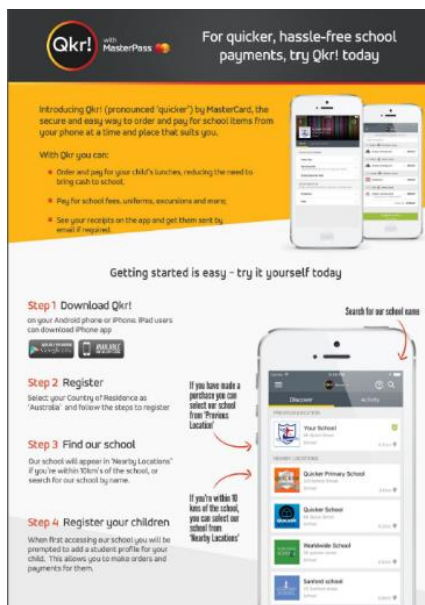 Qkr!
with
MasterPass
For quicker, hassle-free school
payments, try Qkr! today
Introducing Qkr! (pronounced 'quicker') by MasterCard, the
secure and easy way to order and pay for school items from
your phone at a time and place that suits you.
With Qkr you can:
Order and pay for your child's lunches, reducing the need to
bring cash to school,
Pay for school fees, uniforms, excursions and more;
See your receipts on the app and get them sent by
email if required.
Getting started is easy - try it yourself today
Step 1 Download Qkr!
on your Android phone or iPhone. iPad users
can download iPhone app
Step 2 Register
Select your Country of Residence as
'Australia' and follow the steps to register
Step 3 Find our school
Our school will appear in 'Nearby Locations'
if you're within 10km's of the school, or
search for our school by name.
Step 4 Register your children
When first accessing our school you will be
prompted to add a student profile for your
child. This allows you to make orders and
payments for them.
Search for our school name
If you have made a
purchase you can
select our school
from 'Previous
Location'
If you're within 10
kms of the school,
you can select our
school from
'Nearby Locations'
Discover
Activity
PREVIOUS LOCATION
Your School
School
NEARBY LOCATIONS
Quicker Primary School
School
Quicker School
School
Worldwide School
School
Sanford school
School